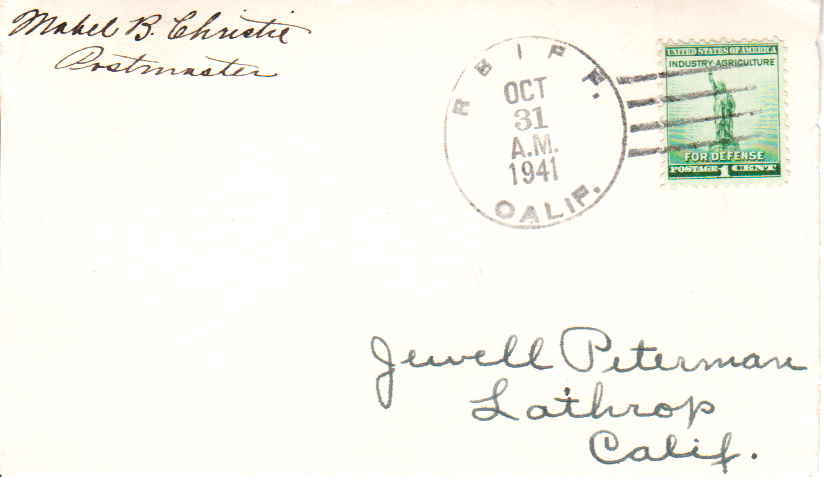 Mabel B. Christie
Postmaster
REIFF.
OCT
31
A.M.
1941
CALIF.
UNITED STATES OF AMERICA
INDUSTRY·AGRICULTURE
FOR DEFENSE
POSTAGE 1 CENT
Jewell Peterman
Lathrop
Calif.